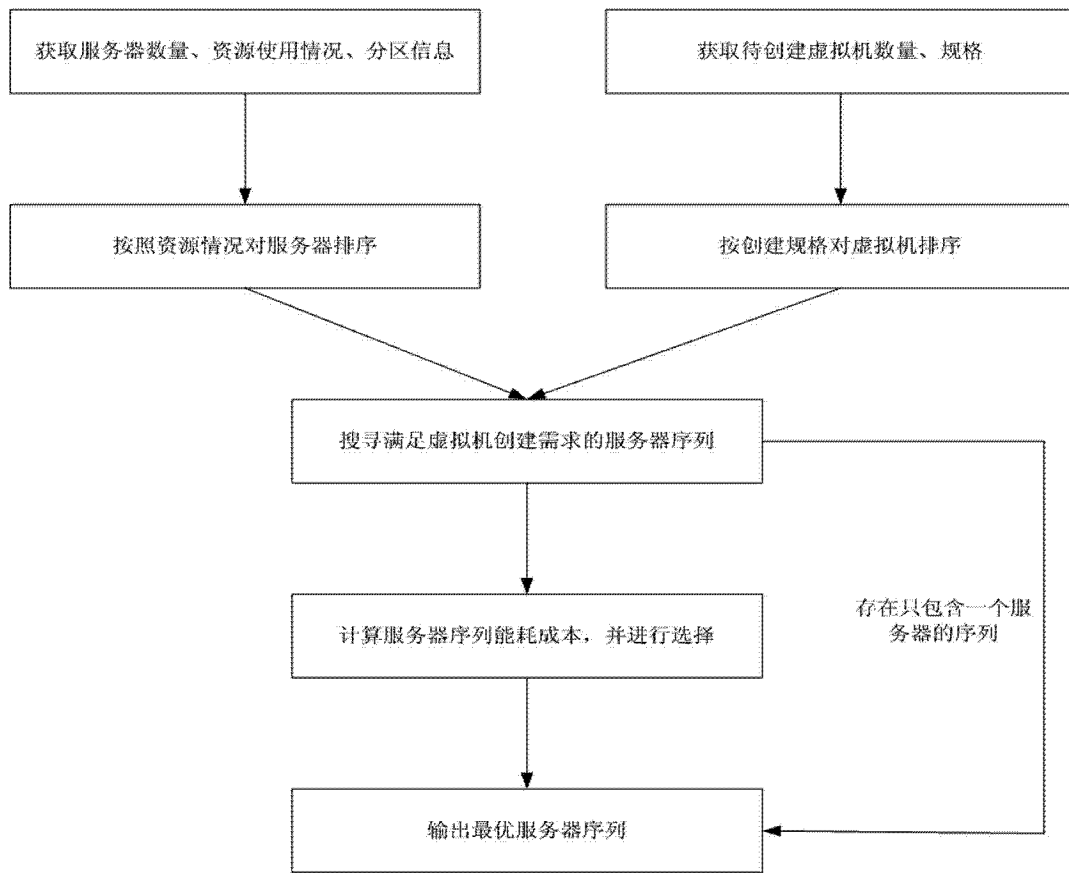 获取服务器数量、资源使用情况、分区信息
获取待创建虚拟机数量、规格
按照资源情况对服务器排序
按创建规格对虚拟机排序
搜寻满足虚拟机创建需求的服务器序列
计算服务器序列能耗成本，并进行选择
存在只包含一个服
务器的序列
输出最优服务器序列